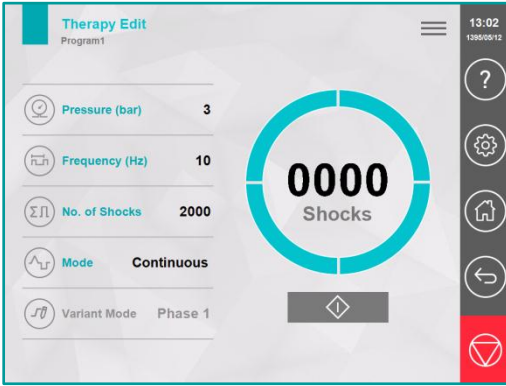 Therapy Edit
Program1
13:02
1395/05/12
?
Pressure (bar) 3
Frequency (Hz) 10
No. of Shocks 2000
Mode Continuous
Variant Mode Phase 1
0000
Shocks